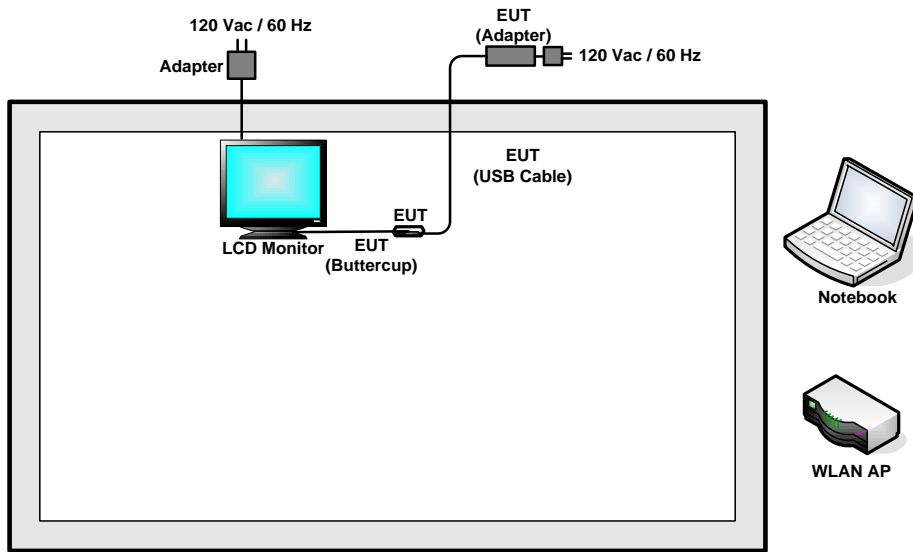 120 Vac / 60 Hz
Adapter
EUT
(Adapter)
120 Vac / 60 Hz
EUT
(USB Cable)
LCD Monitor
EUT
EUT
(Buttercup)
Notebook
WLAN AP